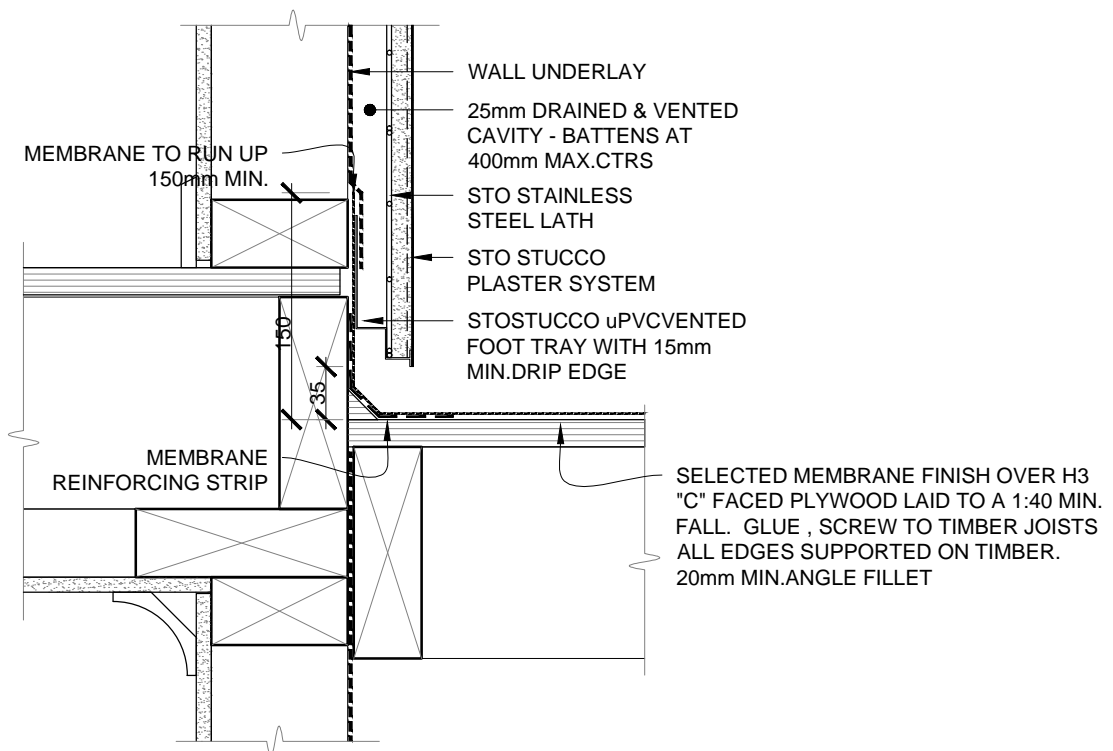 WALL UNDERLAY
25mm DRAINED & VENTED
CAVITY - BATTENS AT
400mm MAX.CTRS
MEMBRANE TO RUN UP
150mm MIN.
STO STAINLESS
STEEL LATH
STO STUCCO
PLASTER SYSTEM
STOSTUCCO uPVCVENTED
FOOT TRAY WITH 15mm
MIN.DRIP EDGE
150
35
MEMBRANE
REINFORCING STRIP
SELECTED MEMBRANE FINISH OVER H3
"C" FACED PLYWOOD LAID TO A 1:40 MIN.
FALL. GLUE , SCREW TO TIMBER JOISTS
ALL EDGES SUPPORTED ON TIMBER.
20mm MIN.ANGLE FILLET